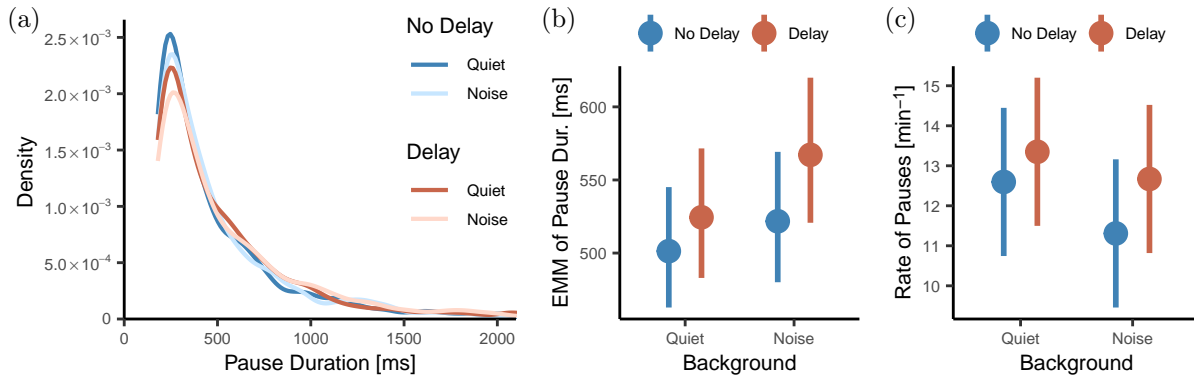 (a)
No Delay
Quiet
Noise
Delay
Quiet
Noise
2.5×10⁻³
2.0×10⁻³
1.5×10⁻³
1.0×10⁻³
5.0×10⁻⁴
0
Density
0 500 1000 1500 2000
Pause Duration [ms]
(b)
No Delay Delay
600
550
500
EMM of Pause Dur. [ms]
Quiet Noise
Background
(c)
No Delay Delay
15
14
13
12
11
10
Rate of Pauses [min⁻¹]
Quiet Noise
Background